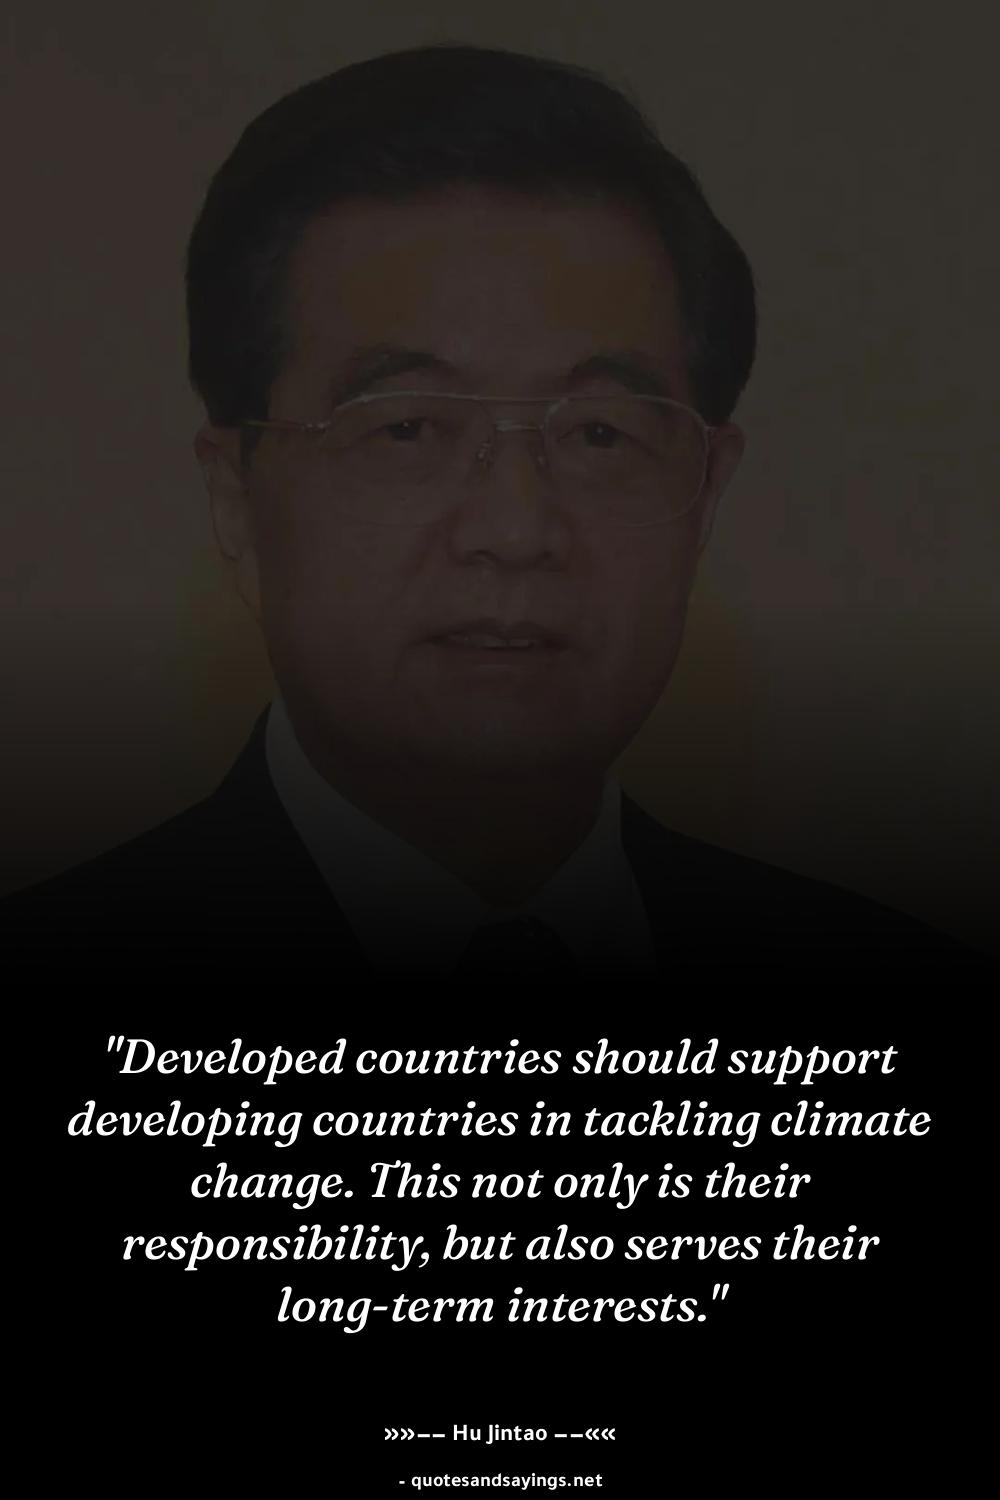 "Developed countries should support
developing countries in tackling climate
change. This not only is their
responsibility, but also serves their
long-term interests."
»»−− Hu Jintao −−««
- quotesandsayings.net